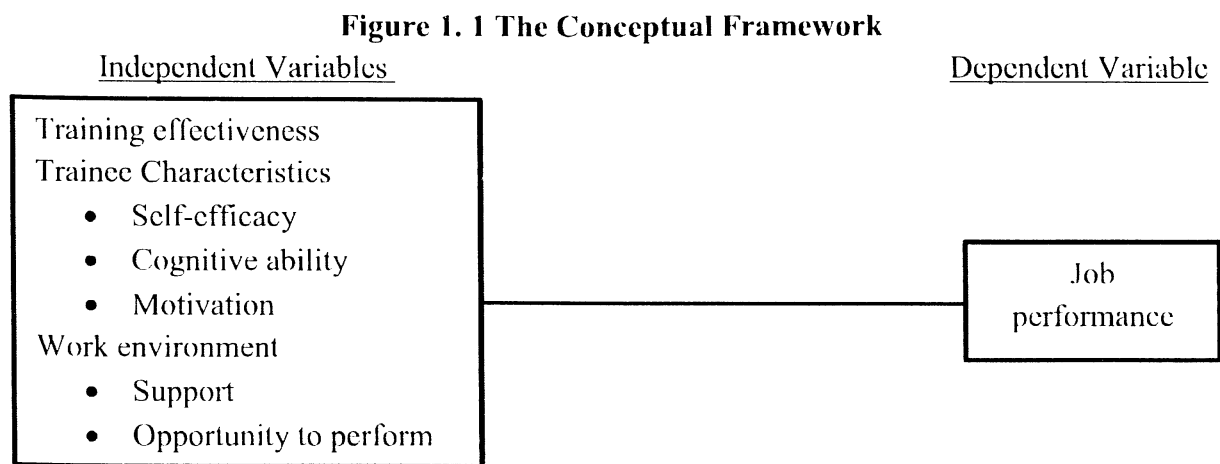 Figure 1. 1 The Conceptual Framework
Independent Variables
Dependent Variable
Training effectiveness
Trainee Characteristics
• Self-efficacy
• Cognitive ability
• Motivation
Work environment
• Support
• Opportunity to perform
Job
performance